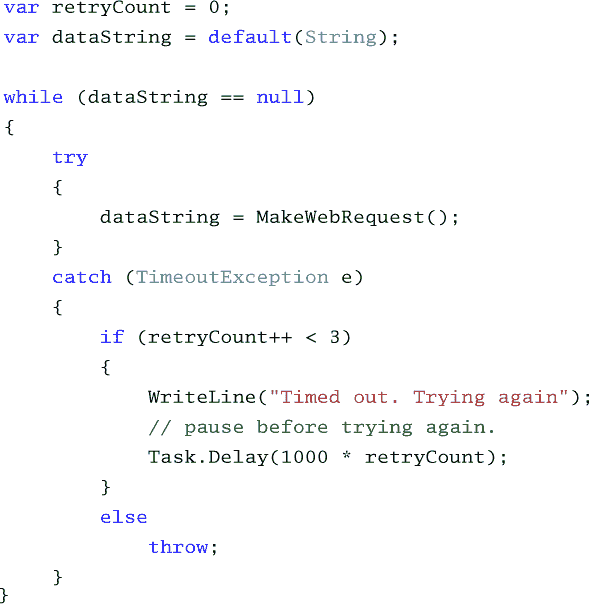 var retryCount = 0;
var dataString = default(String);

while (dataString == null)
{
    try
    {
        dataString = MakeWebRequest();
    }
    catch (TimeoutException e)
    {
        if (retryCount++ < 3)
        {
            WriteLine("Timed out. Trying again");
            // pause before trying again.
            Task.Delay(1000 * retryCount);
        }
        else
            throw;
    }
}